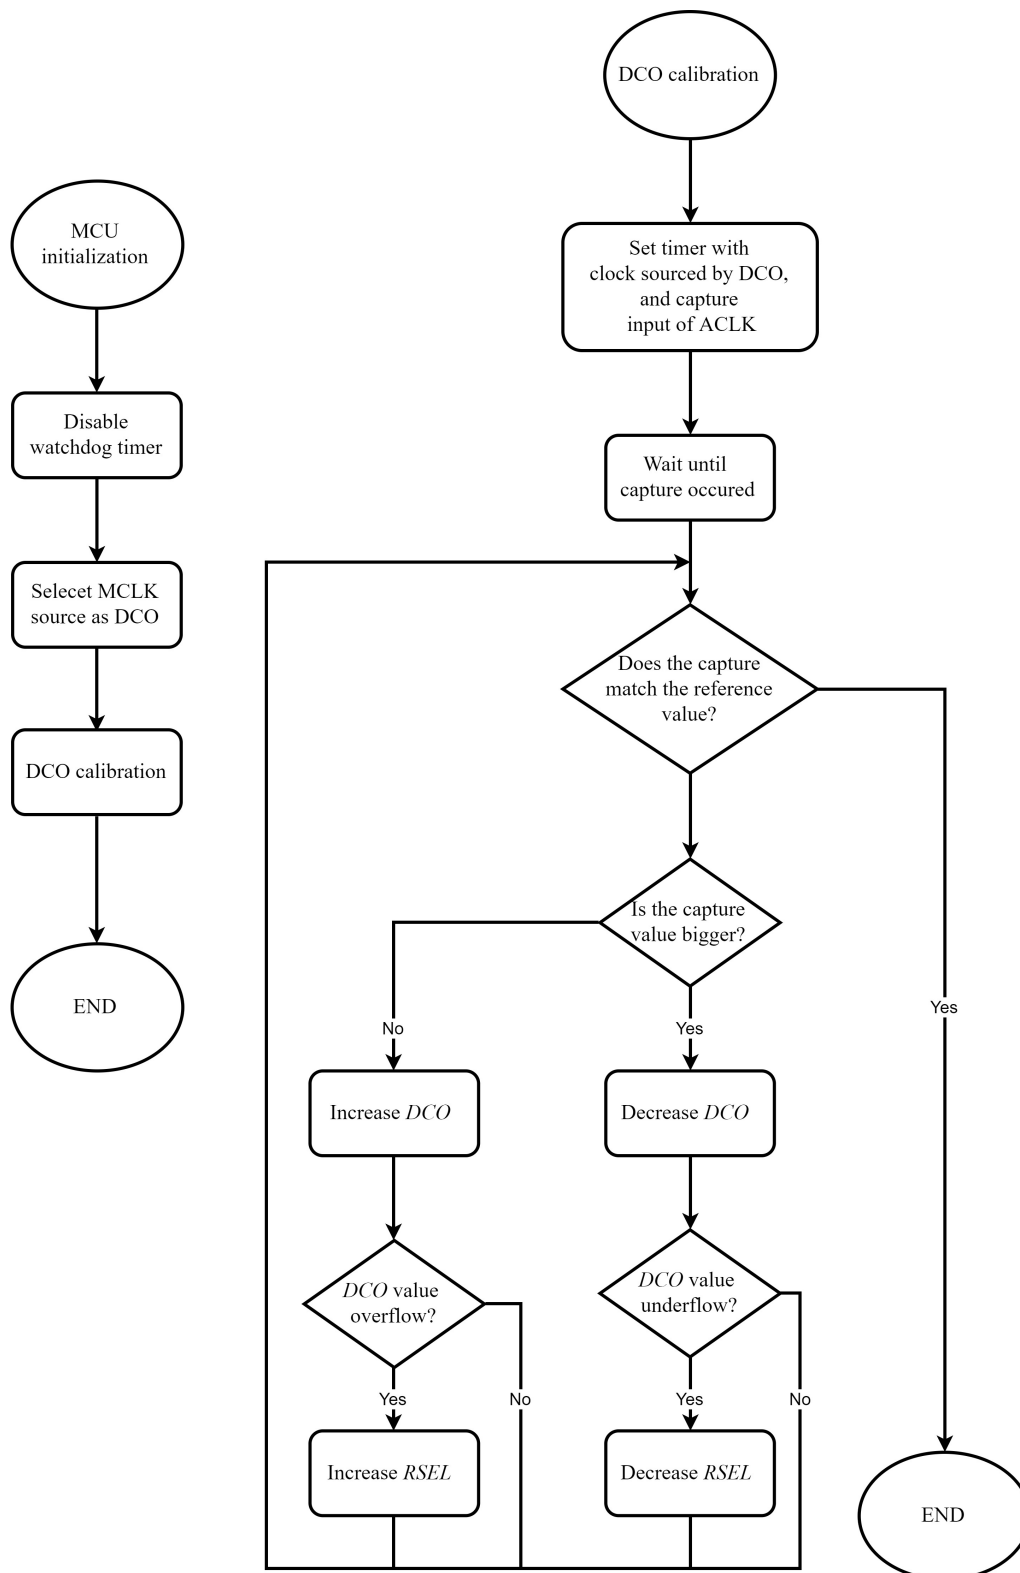 MCU
initialization
Disable
watchdog timer
Selecet MCLK
source as DCO
DCO calibration
END
DCO calibration
Set timer with
clock sourced by DCO,
and capture
input of ACLK
Wait until
capture occured
Does the capture
match the reference
value?
Yes
Is the capture
value bigger?
No
Yes
Increase DCO
Decrease DCO
DCO value
overflow?
DCO value
underflow?
Yes
No
Yes
No
Increase RSEL
Decrease RSEL
END